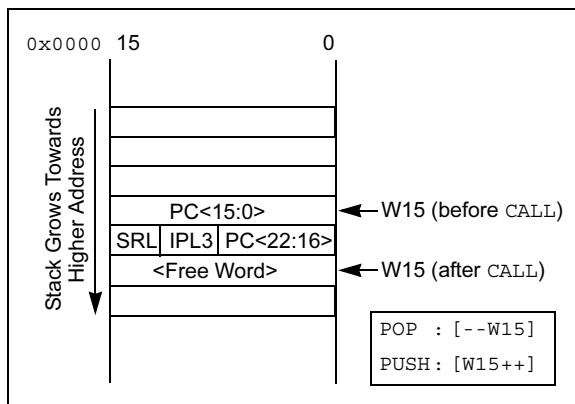 0x0000 15 0
Stack Grows Towards
Higher Address
PC<15:0>
W15 (before CALL)
SRL IPL3 PC<22:16>
<Free Word>
W15 (after CALL)
POP : [--W15]
PUSH: [W15++]